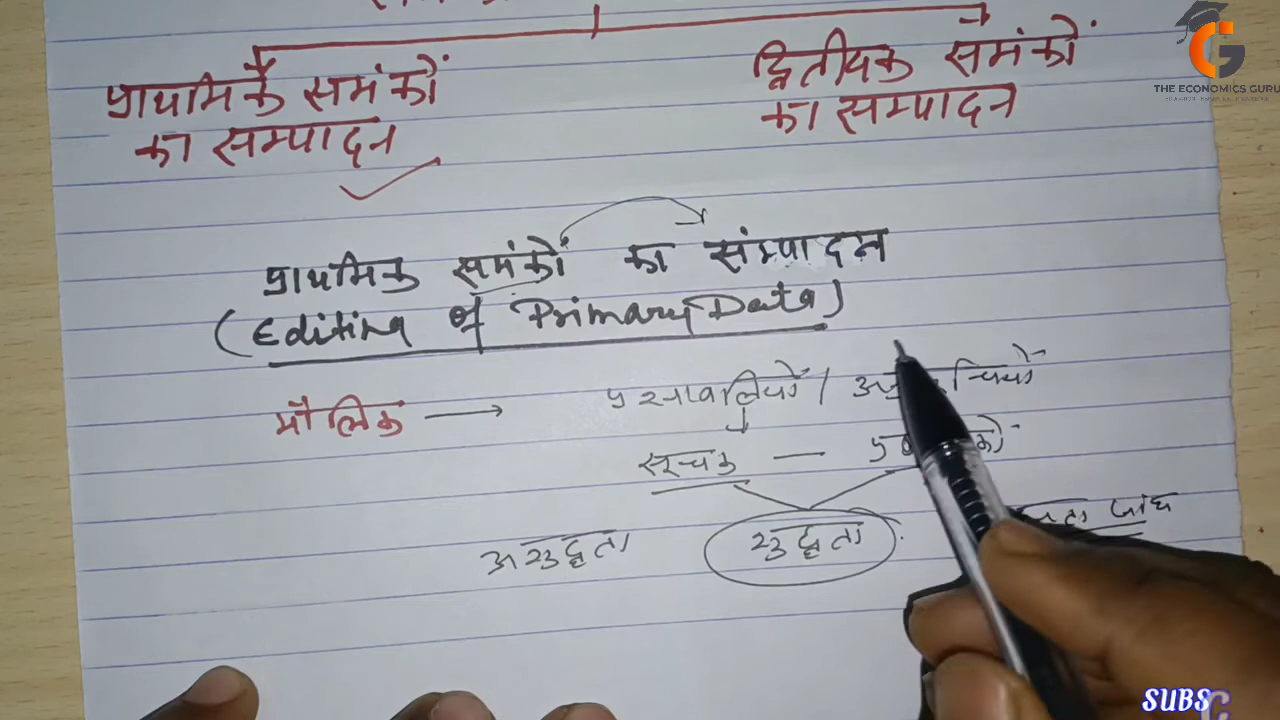 प्राथमिक समंकों
का सम्पादन
द्वितीयक समंकों
का सम्पादन
THE ECONOMICS GURU
प्राथमिक समंकों का संम्पादन
(Editing of Primary Data)
मौलिक
प्रश्नावलियों /
सूचक
अशुद्धता
शुद्धता
जांच
SUBSC